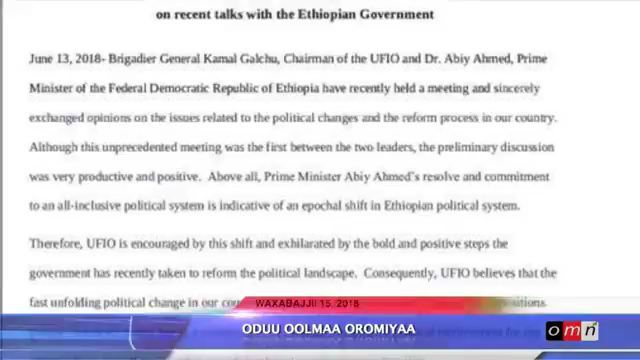 on recent talks with the Ethiopian Government
June 13, 2018- Brigadier General Kamal Galchu, Chairman of the UFIO and Dr. Abiy Ahmed, Prime
Minister of the Federal Democratic Republic of Ethiopia have recently held a meeting and sincerely
exchanged opinions on the issues related to the political changes and the reform process in our country.
Although this unprecedented meeting was the first between the two leaders, the preliminary discussion
was very productive and positive. Above all, Prime Minister Abiy Ahmed's resolve and commitment
to an all-inclusive political system is indicative of an epochal shift in Ethiopian political system.
Therefore, UFIO is encouraged by this shift and exhilarated by the bold and positive steps the
government has recently taken to reform the political landscape. Consequently, UFIO believes that the
fast unfolding political change in our
WAXABAJJII 15, 2018
ODUU OOLMAA OROMIYAA
omn